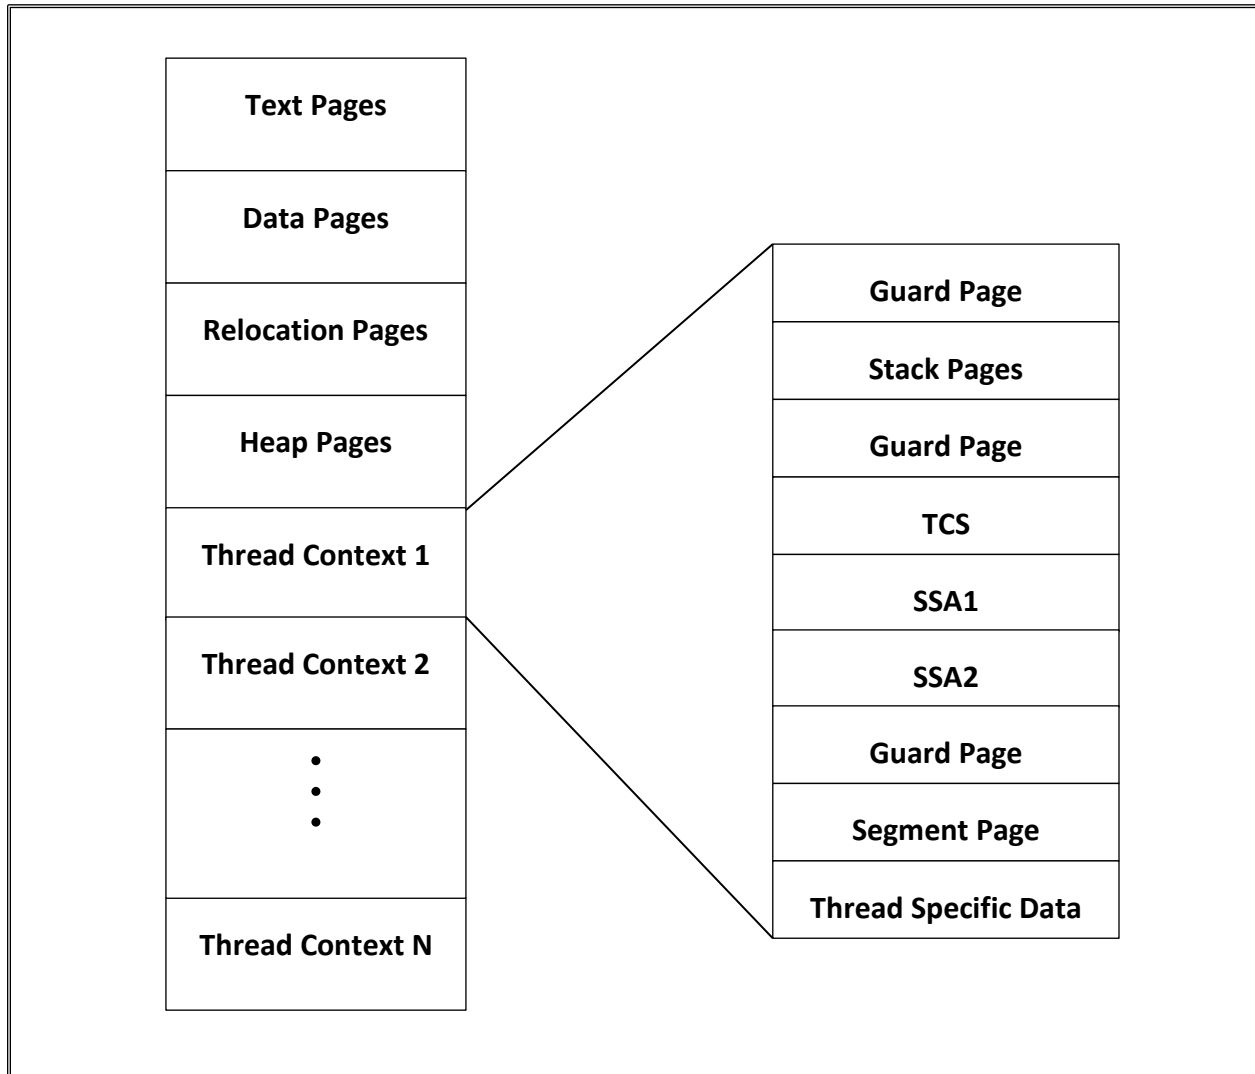 Text Pages
Data Pages
Relocation Pages
Heap Pages
Thread Context 1
Thread Context 2
Thread Context N
Guard Page
Stack Pages
Guard Page
TCS
SSA1
SSA2
Guard Page
Segment Page
Thread Specific Data